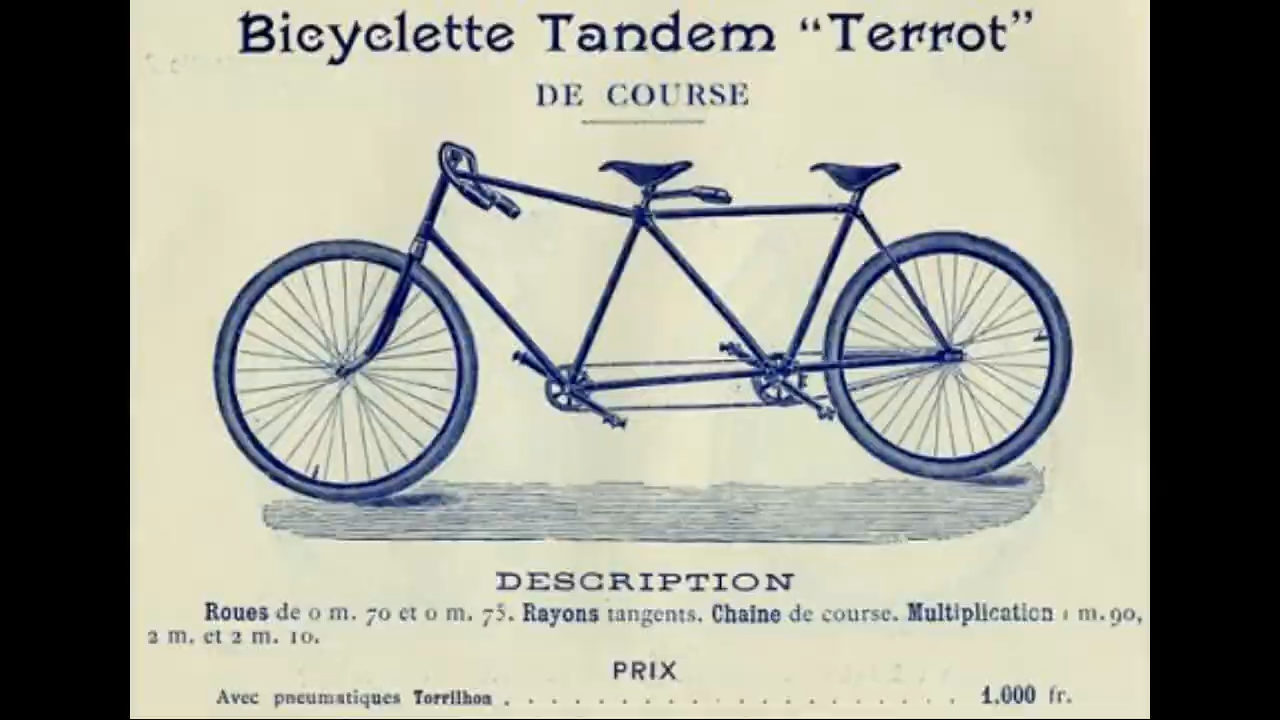 Bicyclette Tandem “Terrot”
DE COURSE
DESCRIPTION
Roues de 0 m. 70 et 0 m. 75. Rayons tangents. Chaîne de course. Multiplication 1 m. 90,
2 m. et 2 m. 10.
PRIX
Avec pneumatiques Torrilhon . . . . . . . . . . . . . . . . . . 1.000 fr.